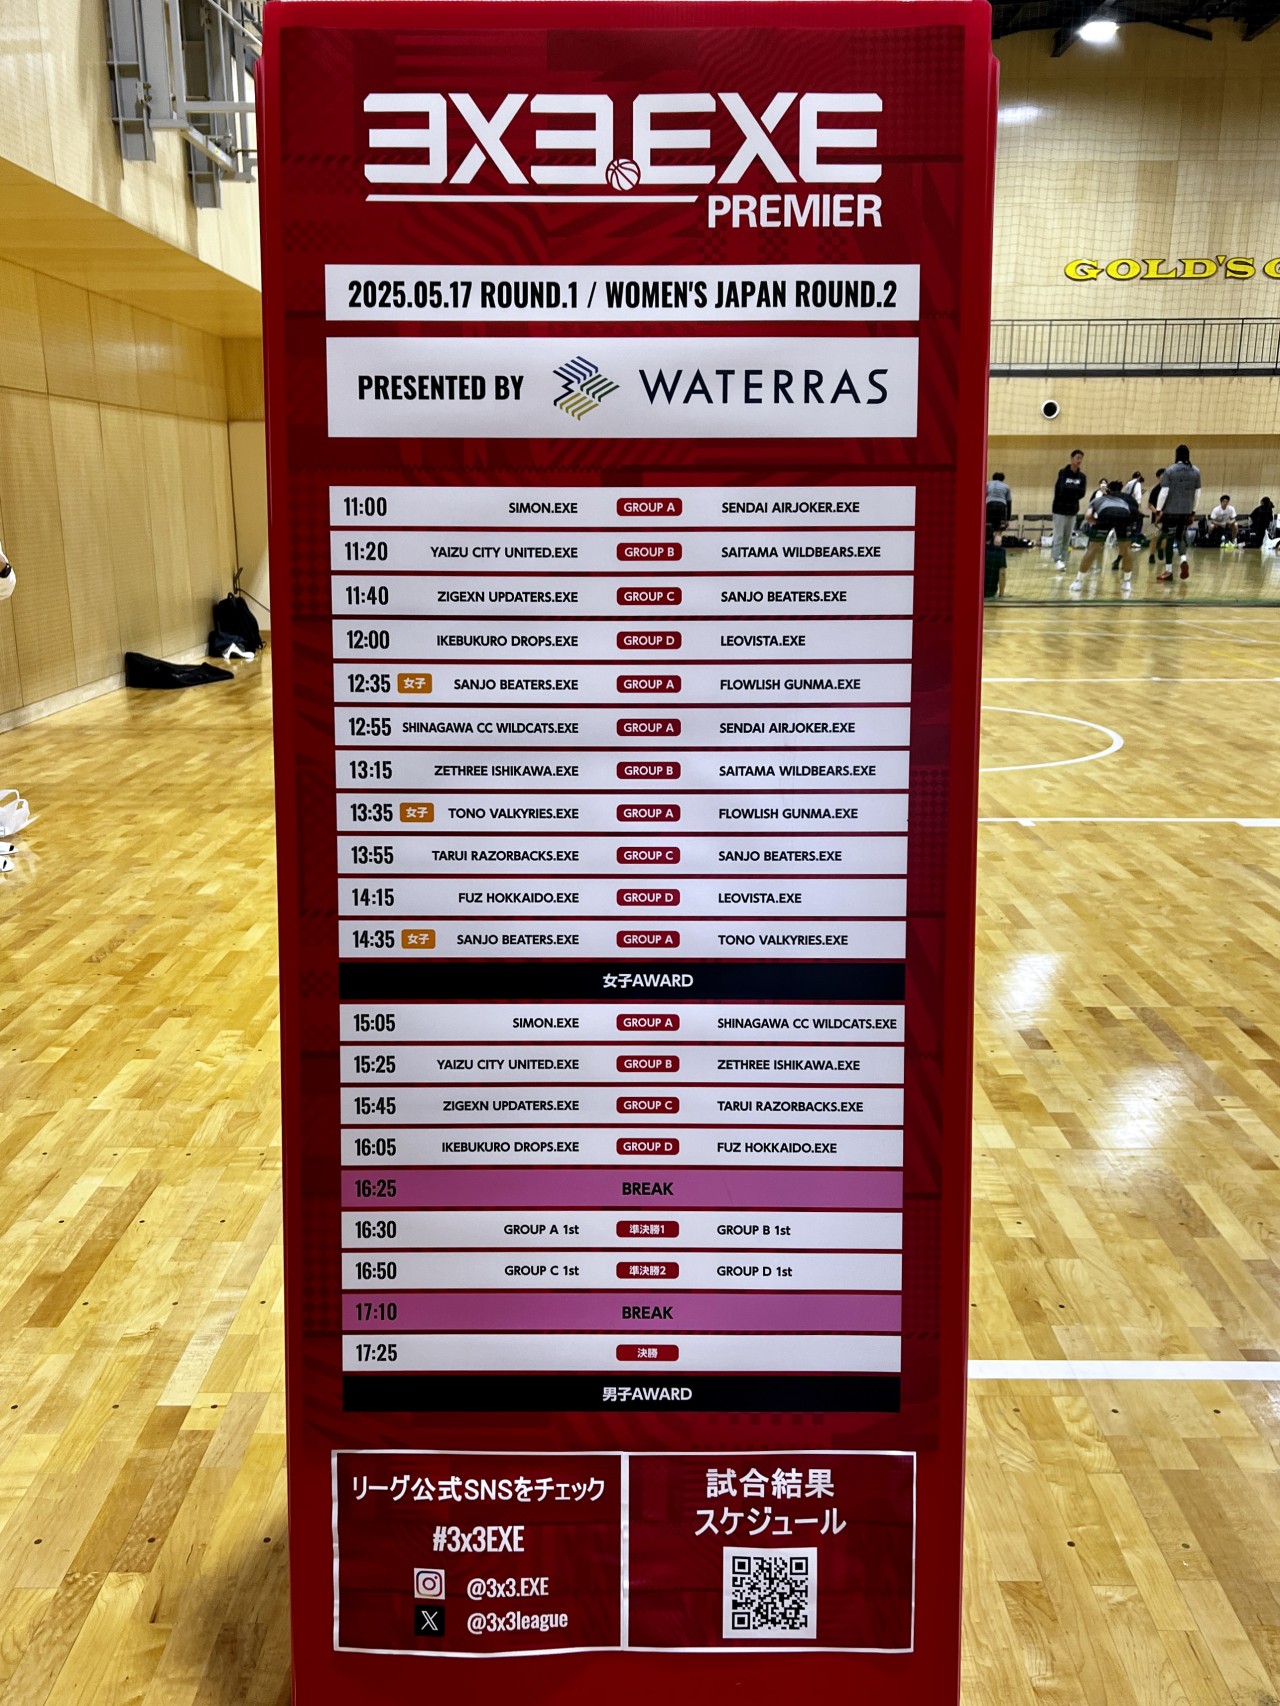 3X3.EXE
PREMIER
2025.05.17 ROUND.1 / WOMEN'S JAPAN ROUND.2
PRESENTED BY WATERRAS
11:00 SIMON.EXE GROUP A SENDAI AIRJOKER.EXE
11:20 YAIZU CITY UNITED.EXE GROUP B SAITAMA WILDBEARS.EXE
11:40 ZIGEXN UPDATERS.EXE GROUP C SANJO BEATERS.EXE
12:00 IKEBUKURO DROPS.EXE GROUP D LEOVISTA.EXE
12:35 女子 SANJO BEATERS.EXE GROUP A FLOWLISH GUNMA.EXE
12:55 SHINAGAWA CC WILDCATS.EXE GROUP A SENDAI AIRJOKER.EXE
13:15 ZETHREE ISHIKAWA.EXE GROUP B SAITAMA WILDBEARS.EXE
13:35 女子 TONO VALKYRIES.EXE GROUP A FLOWLISH GUNMA.EXE
13:55 TARUI RAZORBACKS.EXE GROUP C SANJO BEATERS.EXE
14:15 FUZ HOKKAIDO.EXE GROUP D LEOVISTA.EXE
14:35 女子 SANJO BEATERS.EXE GROUP A TONO VALKYRIES.EXE
女子AWARD
15:05 SIMON.EXE GROUP A SHINAGAWA CC WILDCATS.EXE
15:25 YAIZU CITY UNITED.EXE GROUP B ZETHREE ISHIKAWA.EXE
15:45 ZIGEXN UPDATERS.EXE GROUP C TARUI RAZORBACKS.EXE
16:05 IKEBUKURO DROPS.EXE GROUP D FUZ HOKKAIDO.EXE
16:25 BREAK
16:30 GROUP A 1st 準決勝1 GROUP B 1st
16:50 GROUP C 1st 準決勝2 GROUP D 1st
17:10 BREAK
17:25 決勝
男子AWARD
リーグ公式SNSをチェック
#3x3EXE
@3x3.EXE
@3x3league
試合結果
スケジュール
GOLD'S